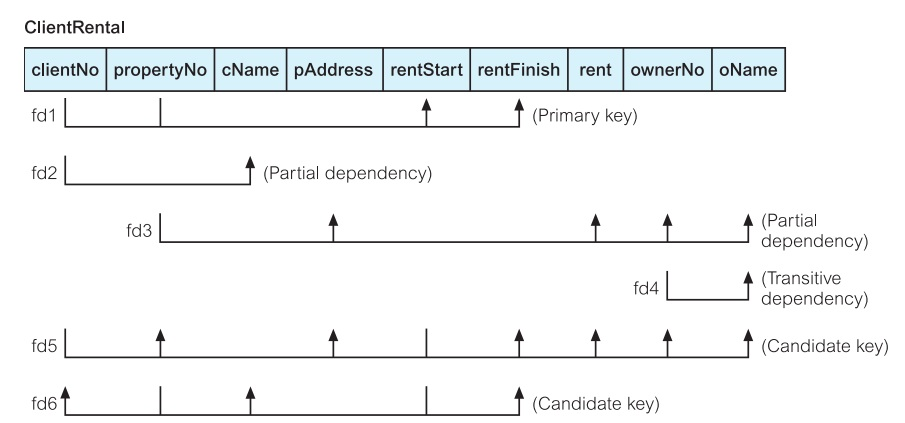 ClientRental
clientNo propertyNo cName pAddress rentStart rentFinish rent ownerNo oName
fd1 (Primary key)
fd2 (Partial dependency)
fd3 (Partial
dependency)
fd4 (Transitive
dependency)
fd5 (Candidate key)
fd6 (Candidate key)